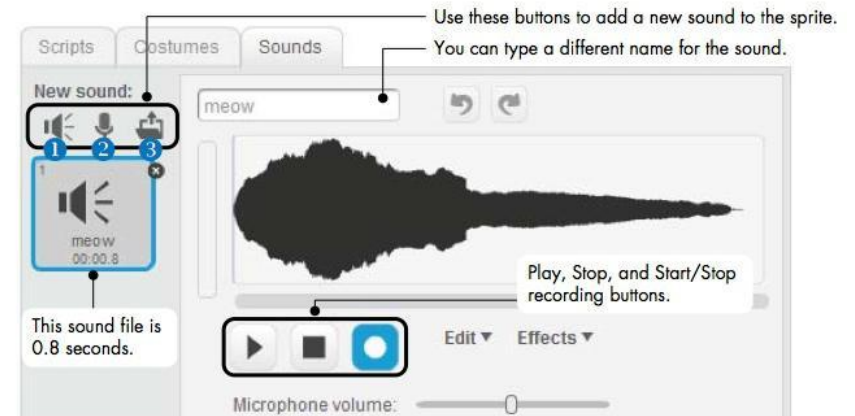 Use these buttons to add a new sound to the sprite.
Scripts Costumes Sounds
You can type a different name for the sound.
New sound:
meow
1 2 3
1
meow
00:00.8
Play, Stop, and Start/Stop
recording buttons.
This sound file is
0.8 seconds.
Edit ▼ Effects ▼
Microphone volume: